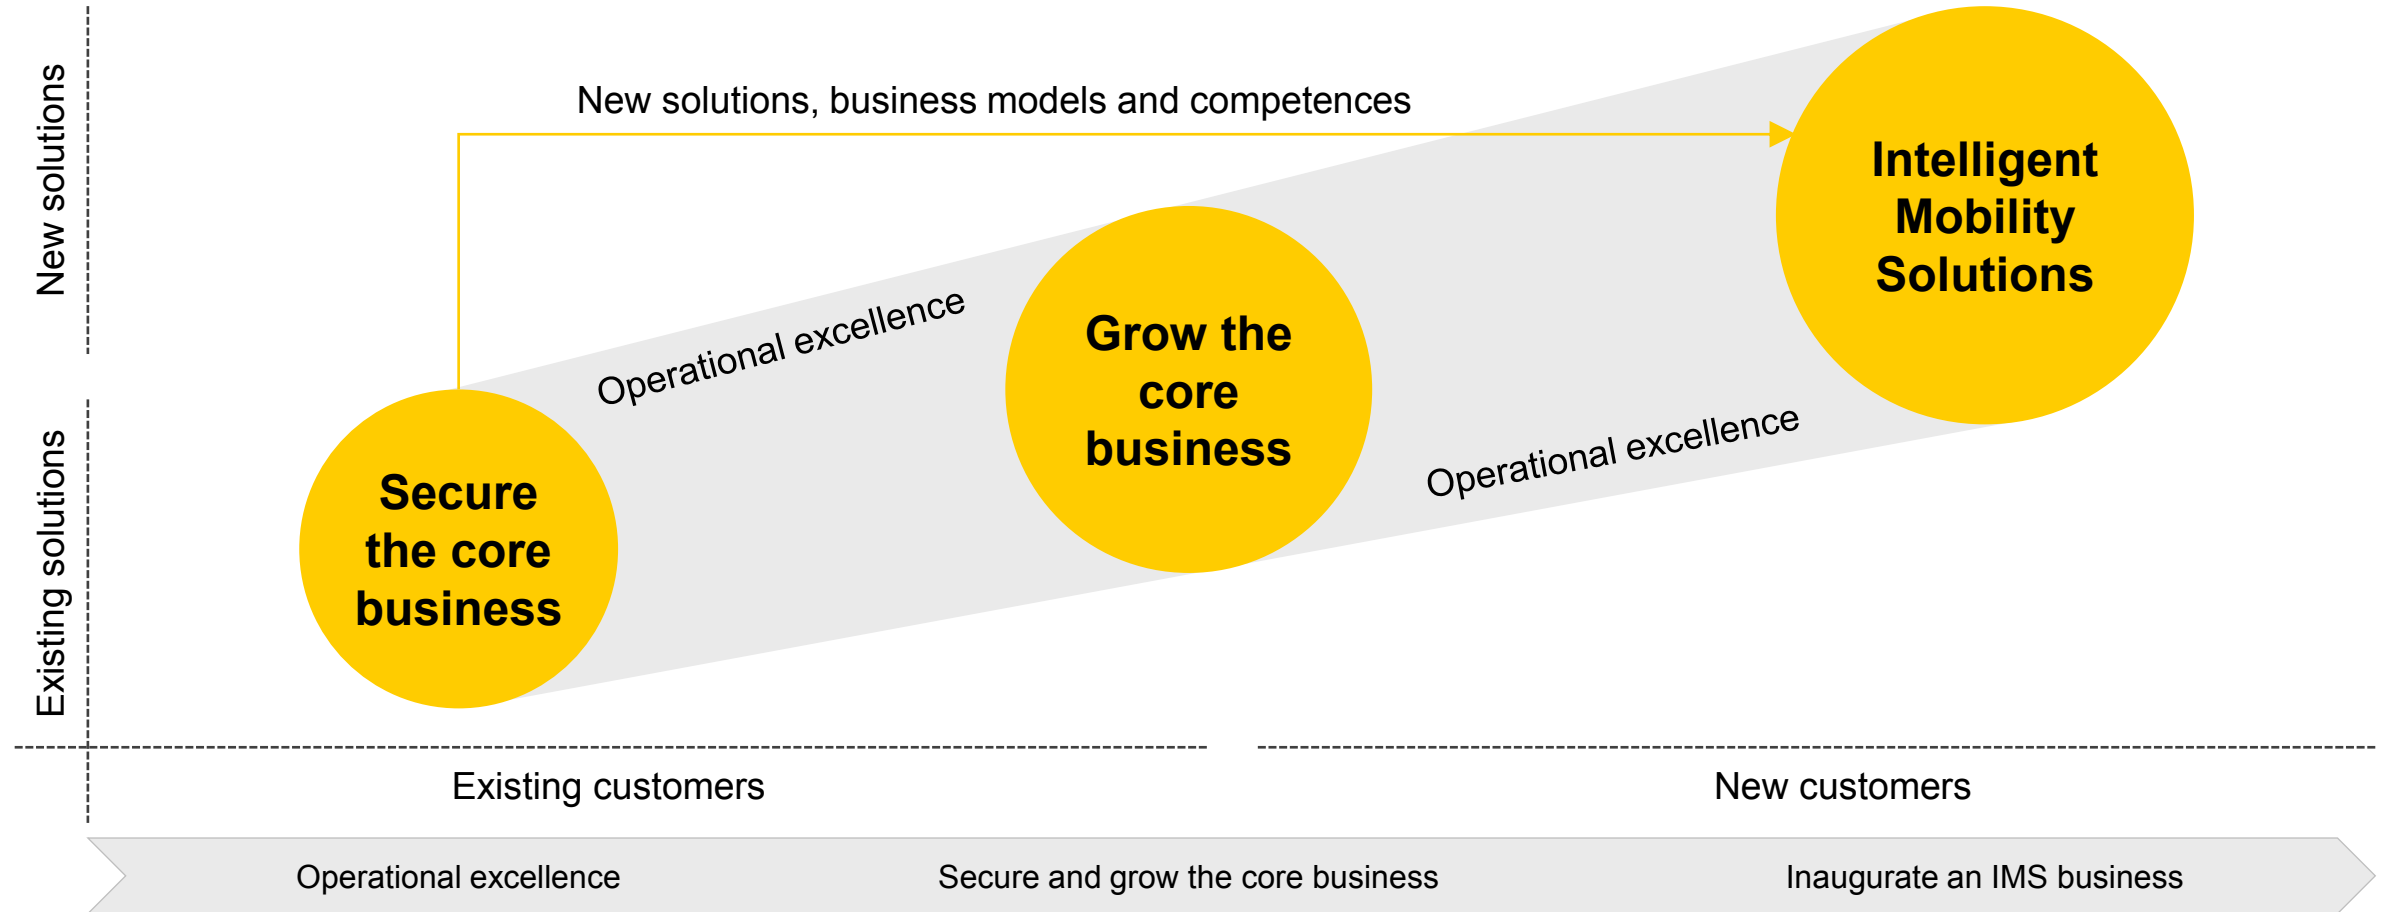 New solutions
Existing solutions
New solutions, business models and competences
Operational excellence
Operational excellence
Secure
the core
business
Grow the
core
business
Intelligent
Mobility
Solutions
Existing customers
New customers
Operational excellence
Secure and grow the core business
Inaugurate an IMS business